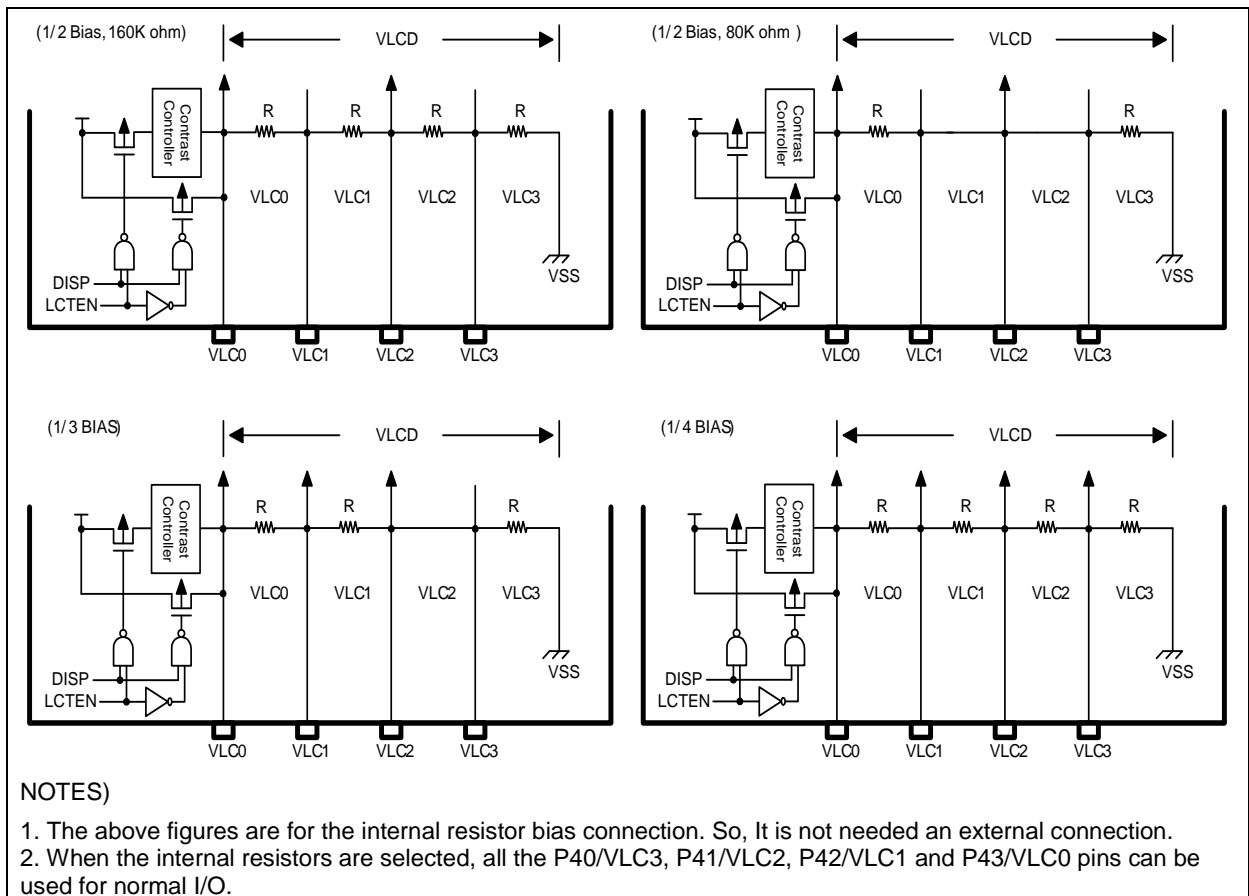 (1/2 Bias, 160K ohm)
VLCD
R
R
R
R
Contrast
Controller
VLC0
VLC1
VLC2
VLC3
DISP
LCTEN
VSS
VLC0
VLC1
VLC2
VLC3
(1/2 Bias, 80K ohm )
VLCD
R
R
Contrast
Controller
VLC0
VLC1
VLC2
VLC3
DISP
LCTEN
VSS
VLC0
VLC1
VLC2
VLC3
(1/3 BIAS)
VLCD
R
R
R
Contrast
Controller
VLC0
VLC1
VLC2
VLC3
DISP
LCTEN
VSS
VLC0
VLC1
VLC2
VLC3
(1/4 BIAS)
VLCD
R
R
R
R
Contrast
Controller
VLC0
VLC1
VLC2
VLC3
DISP
LCTEN
VSS
VLC0
VLC1
VLC2
VLC3
NOTES)
1. The above figures are for the internal resistor bias connection. So, It is not needed an external connection.
2. When the internal resistors are selected, all the P40/VLC3, P41/VLC2, P42/VLC1 and P43/VLC0 pins can be
used for normal I/O.